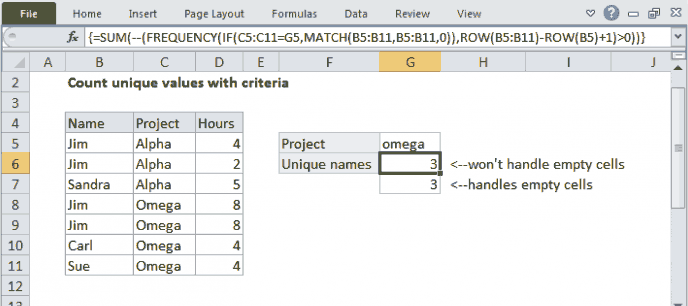 File Home Insert Page Layout Formulas Data Review View
fx {=SUM(--(FREQUENCY(IF(C5:C11=G5,MATCH(B5:B11,B5:B11,0)),ROW(B5:B11)-ROW(B5)+1)>0))}
A B C D E F G H I J
2 Count unique values with criteria
3
4 Name Project Hours
5 Jim Alpha 4 Project omega
6 Jim Alpha 2 Unique names 3 <--won't handle empty cells
7 Sandra Alpha 5 3 <--handles empty cells
8 Jim Omega 8
9 Jim Omega 8
10 Carl Omega 4
11 Sue Omega 4
12